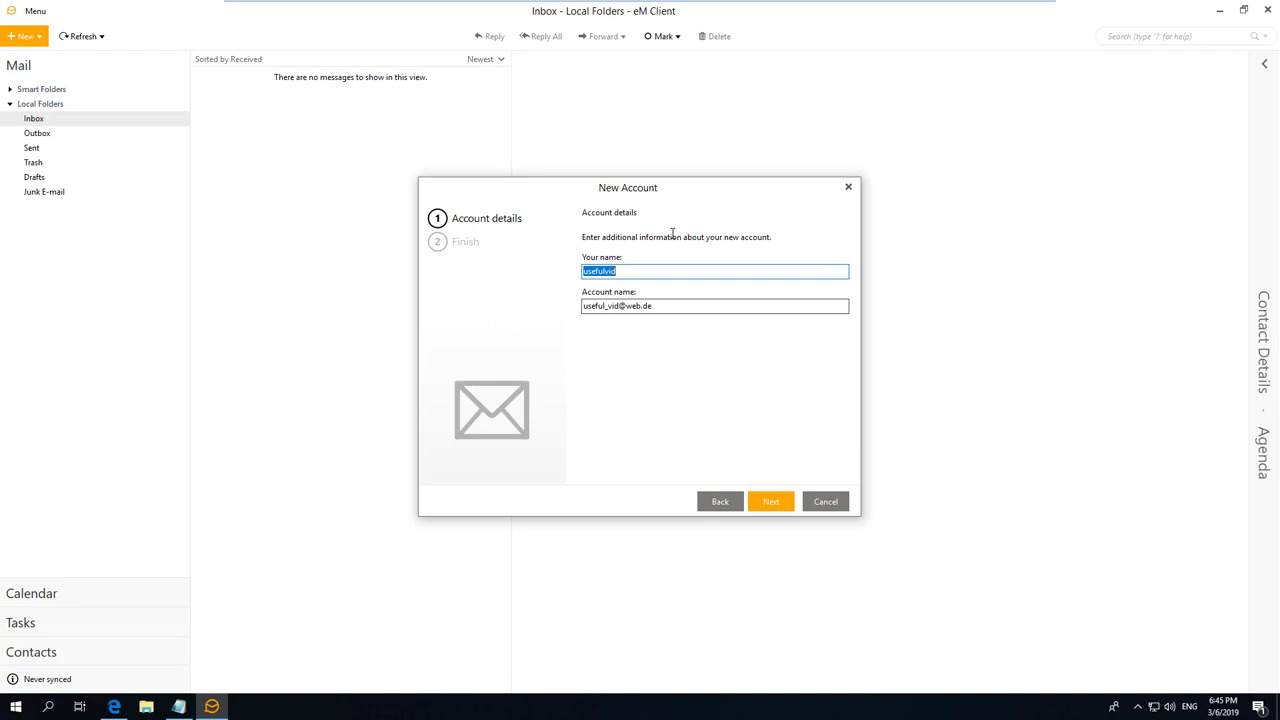 Menu
Inbox - Local Folders - eM Client
New
Refresh
Reply
Reply All
Forward
Mark
Delete
Search (type '?' for help)
Mail
Smart Folders
Local Folders
Inbox
Outbox
Sent
Trash
Drafts
Junk E-mail
Sorted by Received
Newest
There are no messages to show in this view.
New Account
1 Account details
2 Finish
Account details
Enter additional information about your new account.
Your name:
usefulvid
Account name:
useful_vid@web.de
Back
Next
Cancel
Contact Details · Agenda
Calendar
Tasks
Contacts
Never synced
ENG
6:45 PM
3/6/2019
1